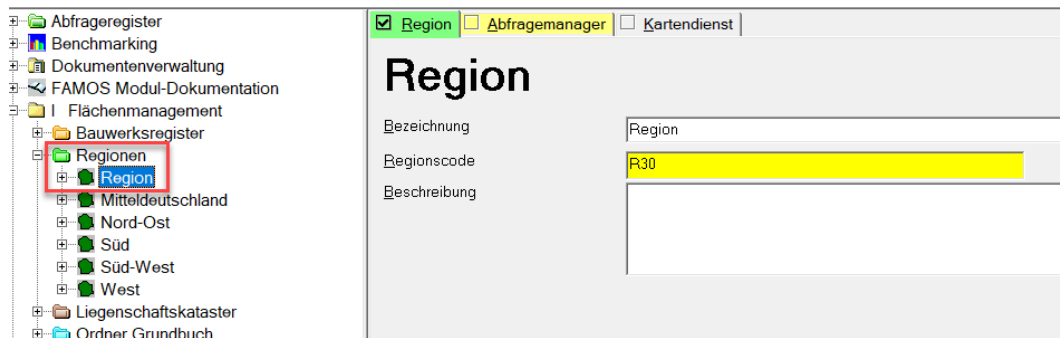 Abfrageregister
Benchmarking
Dokumentenverwaltung
FAMOS Modul-Dokumentation
I Flächenmanagement
Bauwerksregister
Regionen
Region
Mitteldeutschland
Nord-Ost
Süd
Süd-West
West
Liegenschaftskataster
Ordner Grundbuch
Region Abfragemanager Kartendienst
Region
Bezeichnung Region
Regionscode R30
Beschreibung